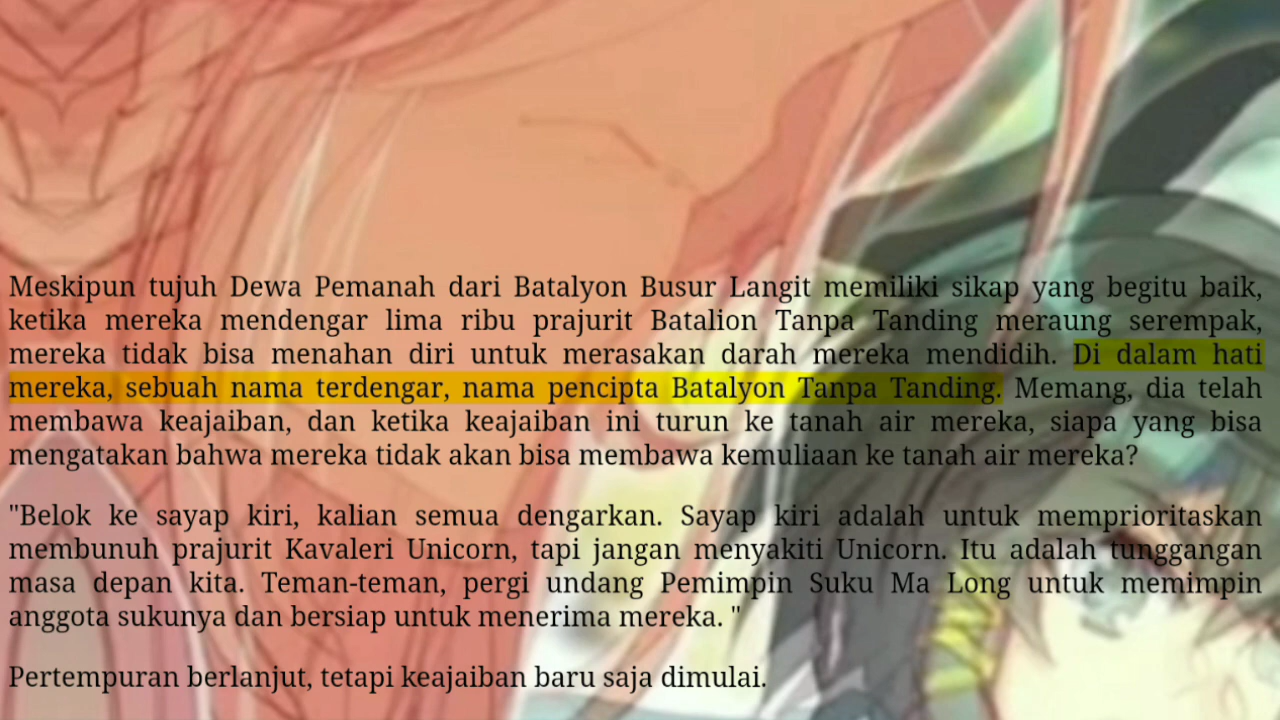 Meskipun tujuh Dewa Pemanah dari Batalyon Busur Langit memiliki sikap yang begitu baik,
ketika mereka mendengar lima ribu prajurit Batalion Tanpa Tanding meraung serempak,
mereka tidak bisa menahan diri untuk merasakan darah mereka mendidih. Di dalam hati
mereka, sebuah nama terdengar, nama pencipta Batalyon Tanpa Tanding. Memang, dia telah
membawa keajaiban, dan ketika keajaiban ini turun ke tanah air mereka, siapa yang bisa
mengatakan bahwa mereka tidak akan bisa membawa kemuliaan ke tanah air mereka?
"Belok ke sayap kiri, kalian semua dengarkan. Sayap kiri adalah untuk memprioritaskan
membunuh prajurit Kavaleri Unicorn, tapi jangan menyakiti Unicorn. Itu adalah tunggangan
masa depan kita. Teman-teman, pergi undang Pemimpin Suku Ma Long untuk memimpin
anggota sukunya dan bersiap untuk menerima mereka. "
Pertempuran berlanjut, tetapi keajaiban baru saja dimulai.